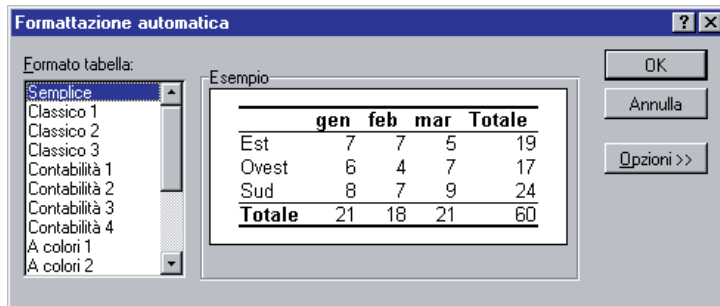 Formattazione automatica
Formato tabella:
Semplice
Classico 1
Classico 2
Classico 3
Contabilità 1
Contabilità 2
Contabilità 3
Contabilità 4
A colori 1
A colori 2
Esempio
gen feb mar Totale
Est 7 7 5 19
Ovest 6 4 7 17
Sud 8 7 9 24
Totale 21 18 21 60
OK
Annulla
Opzioni >>